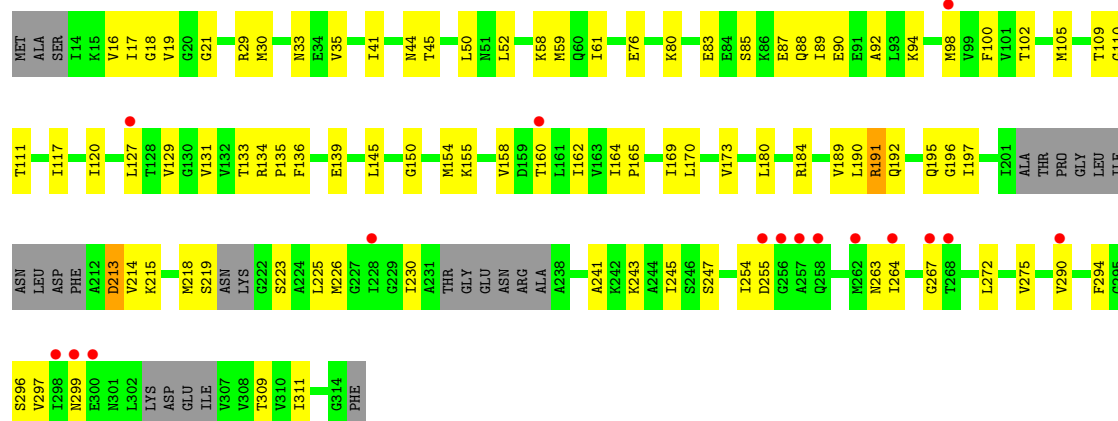 MET ALA SER I14 K15 V16 I17 G18 V19 G20 G21 R29 M30 N33 E34 V35 I41 N44 T45 L50 N51 L52 K58 M59 Q60 I61 E76 K80 E83 E84 S85 K86 E87 Q88 I89 E90 E91 A92 L93 K94 M98 V99 F100 V101 T102 M105 T109 G110
T111 I117 I120 L127 T128 V129 G130 V131 V132 T133 R134 P135 F136 E139 L145 G150 M154 K155 V158 D159 T160 L161 I162 V163 I164 P165 I169 L170 V173 L180 R184 V189 L190 R191 Q192 Q195 G196 I197 I201 ALA THR PRO GLY LEU ILE
ASN LEU ASP PHE A212 D213 V214 K215 M218 S219 ASN LYS G222 S223 A224 L225 M226 G227 I228 G229 I230 A231 THR GLY GLU ASN ARG ALA A238 A241 K242 K243 A244 I245 S246 S247 I254 D255 G256 A257 Q258 M262 N263 I264 G267 T268 L272 V275 V290 F294 G295
S296 V297 I298 N299 E300 N301 L302 LYS ASP GLU ILE V307 V308 T309 V310 I311 G314 PHE